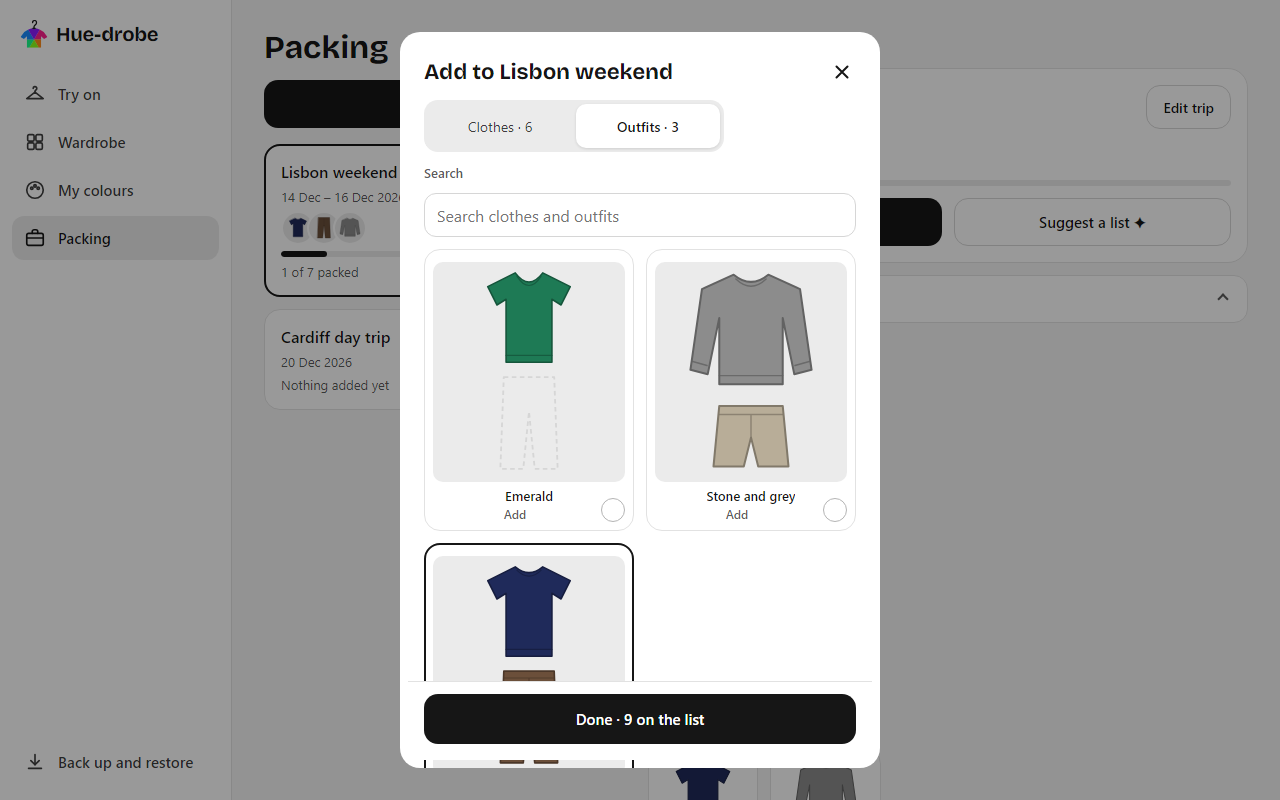 Hue-drobe
Try on
Wardrobe
My colours
Packing
Back up and restore
Packing
Lisbon weekend
14 Dec – 16 Dec 2026
1 of 7 packed
Cardiff day trip
20 Dec 2026
Nothing added yet
Edit trip
Suggest a list ✦
Add to Lisbon weekend
Clothes · 6
Outfits · 3
Search
Search clothes and outfits
Emerald
Add
Stone and grey
Add
Done · 9 on the list